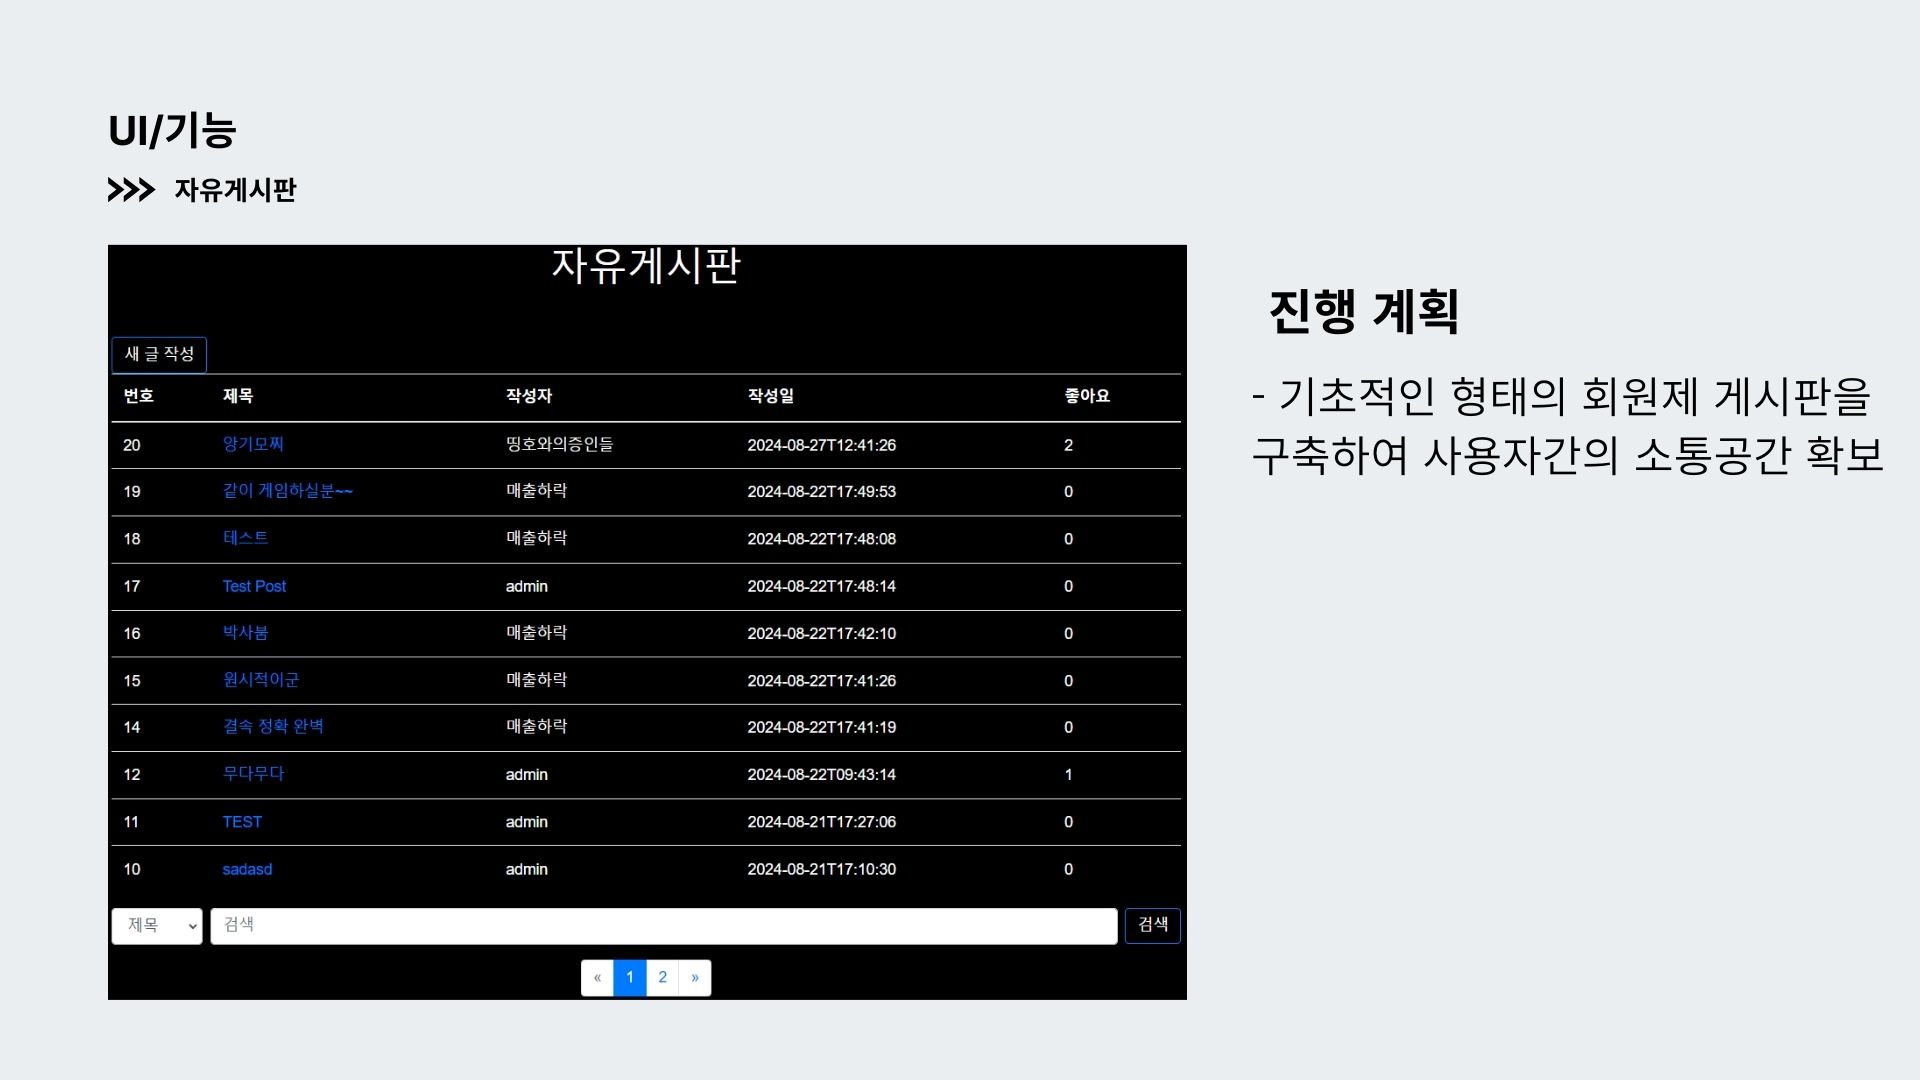 UI/기능
자유게시판
자유게시판
새 글 작성
번호 제목 작성자 작성일 좋아요
20 앙기모찌 띵호와의증인들 2024-08-27T12:41:26 2
19 같이 게임하실분~~ 매출하락 2024-08-22T17:49:53 0
18 테스트 매출하락 2024-08-22T17:48:08 0
17 Test Post admin 2024-08-22T17:48:14 0
16 박사붐 매출하락 2024-08-22T17:42:10 0
15 원시적이군 매출하락 2024-08-22T17:41:26 0
14 결속 정확 완벽 매출하락 2024-08-22T17:41:19 0
12 무다무다 admin 2024-08-22T09:43:14 1
11 TEST admin 2024-08-21T17:27:06 0
10 sadasd admin 2024-08-21T17:10:30 0
제목 검색 검색
« 1 2 »
진행 계획
- 기초적인 형태의 회원제 게시판을
구축하여 사용자간의 소통공간 확보